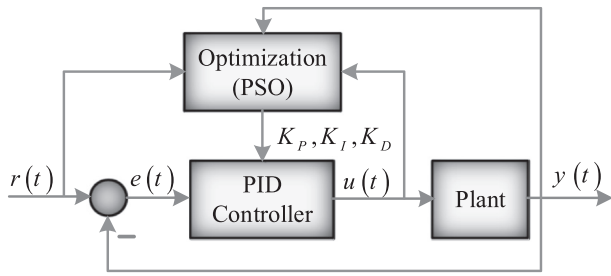 Optimization
(PSO)
K_P, K_I, K_D
r(t)
e(t)
PID
Controller
u(t)
Plant
y(t)
−